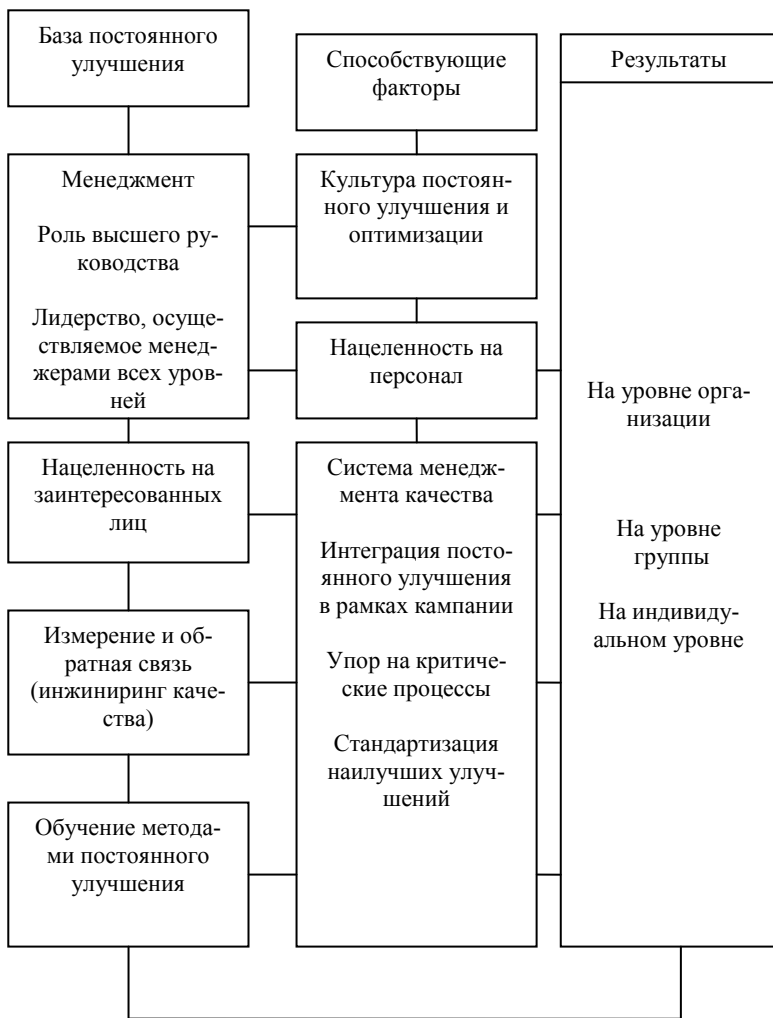 База постоянного
улучшения
Менеджмент
Роль высшего ру-
ководства
Лидерство, осуще-
ствляемое менед-
жерами всех уров-
ней
Нацеленность на
заинтересованных
лиц
Измерение и об-
ратная связь
(инжиниринг каче-
ства)
Обучение метода-
ми постоянного
улучшения
Способствующие
факторы
Культура постоян-
ного улучшения и
оптимизации
Нацеленность на
персонал
Система менедж-
мента качества
Интеграция посто-
янного улучшения
в рамках кампании
Упор на критиче-
ские процессы
Стандартизация
наилучших улуч-
шений
Результаты
На уровне орга-
низации
На уровне
группы
На индивиду-
альном уровне